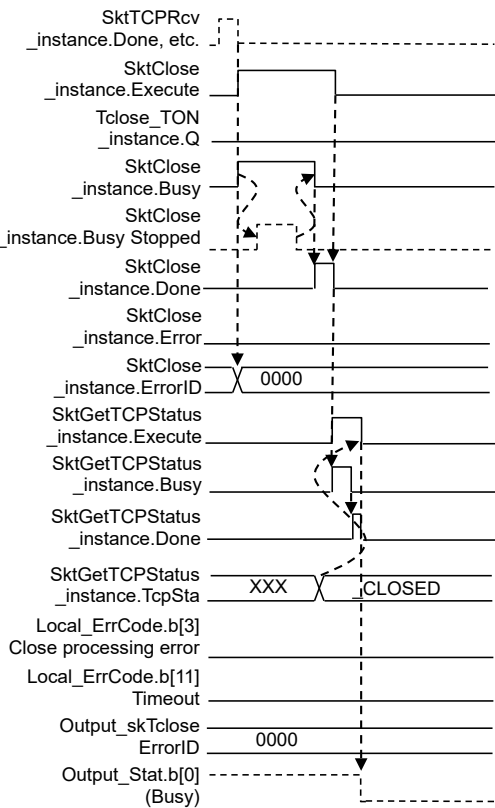 SktTCPRcv
_instance.Done, etc.
SktClose
_instance.Execute
Tclose_TON
_instance.Q
SktClose
_instance.Busy
SktClose
_instance.Busy Stopped
SktClose
_instance.Done
SktClose
_instance.Error
SktClose
_instance.ErrorID
0000
SktGetTCPStatus
_instance.Execute
SktGetTCPStatus
_instance.Busy
SktGetTCPStatus
_instance.Done
SktGetTCPStatus
_instance.TcpSta
XXX
_CLOSED
Local_ErrCode.b[3]
Close processing error
Local_ErrCode.b[11]
Timeout
Output_skTclose
ErrorID
0000
Output_Stat.b[0]
(Busy)